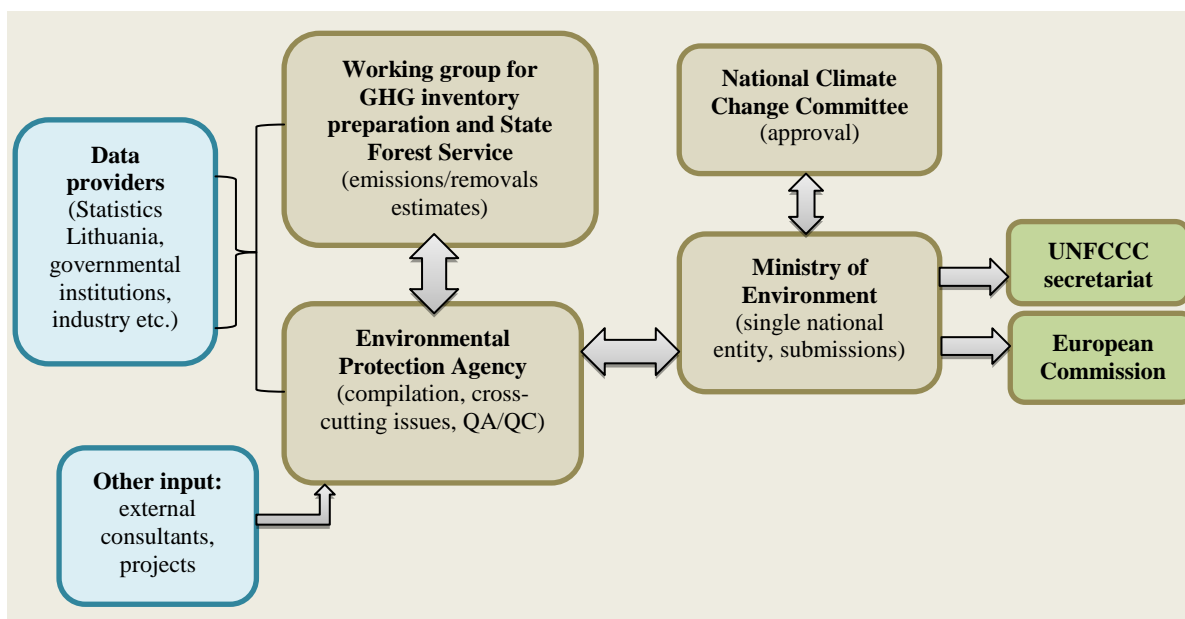 Data
providers
(Statistics
Lithuania,
governmental
institutions,
industry etc.)
Other input:
external
consultants,
projects
Working group for
GHG inventory
preparation and State
Forest Service
(emissions/removals
estimates)
Environmental
Protection Agency
(compilation, cross-
cutting issues, QA/QC)
National Climate
Change Committee
(approval)
Ministry of
Environment
(single national
entity, submissions)
UNFCCC
secretariat
European
Commission